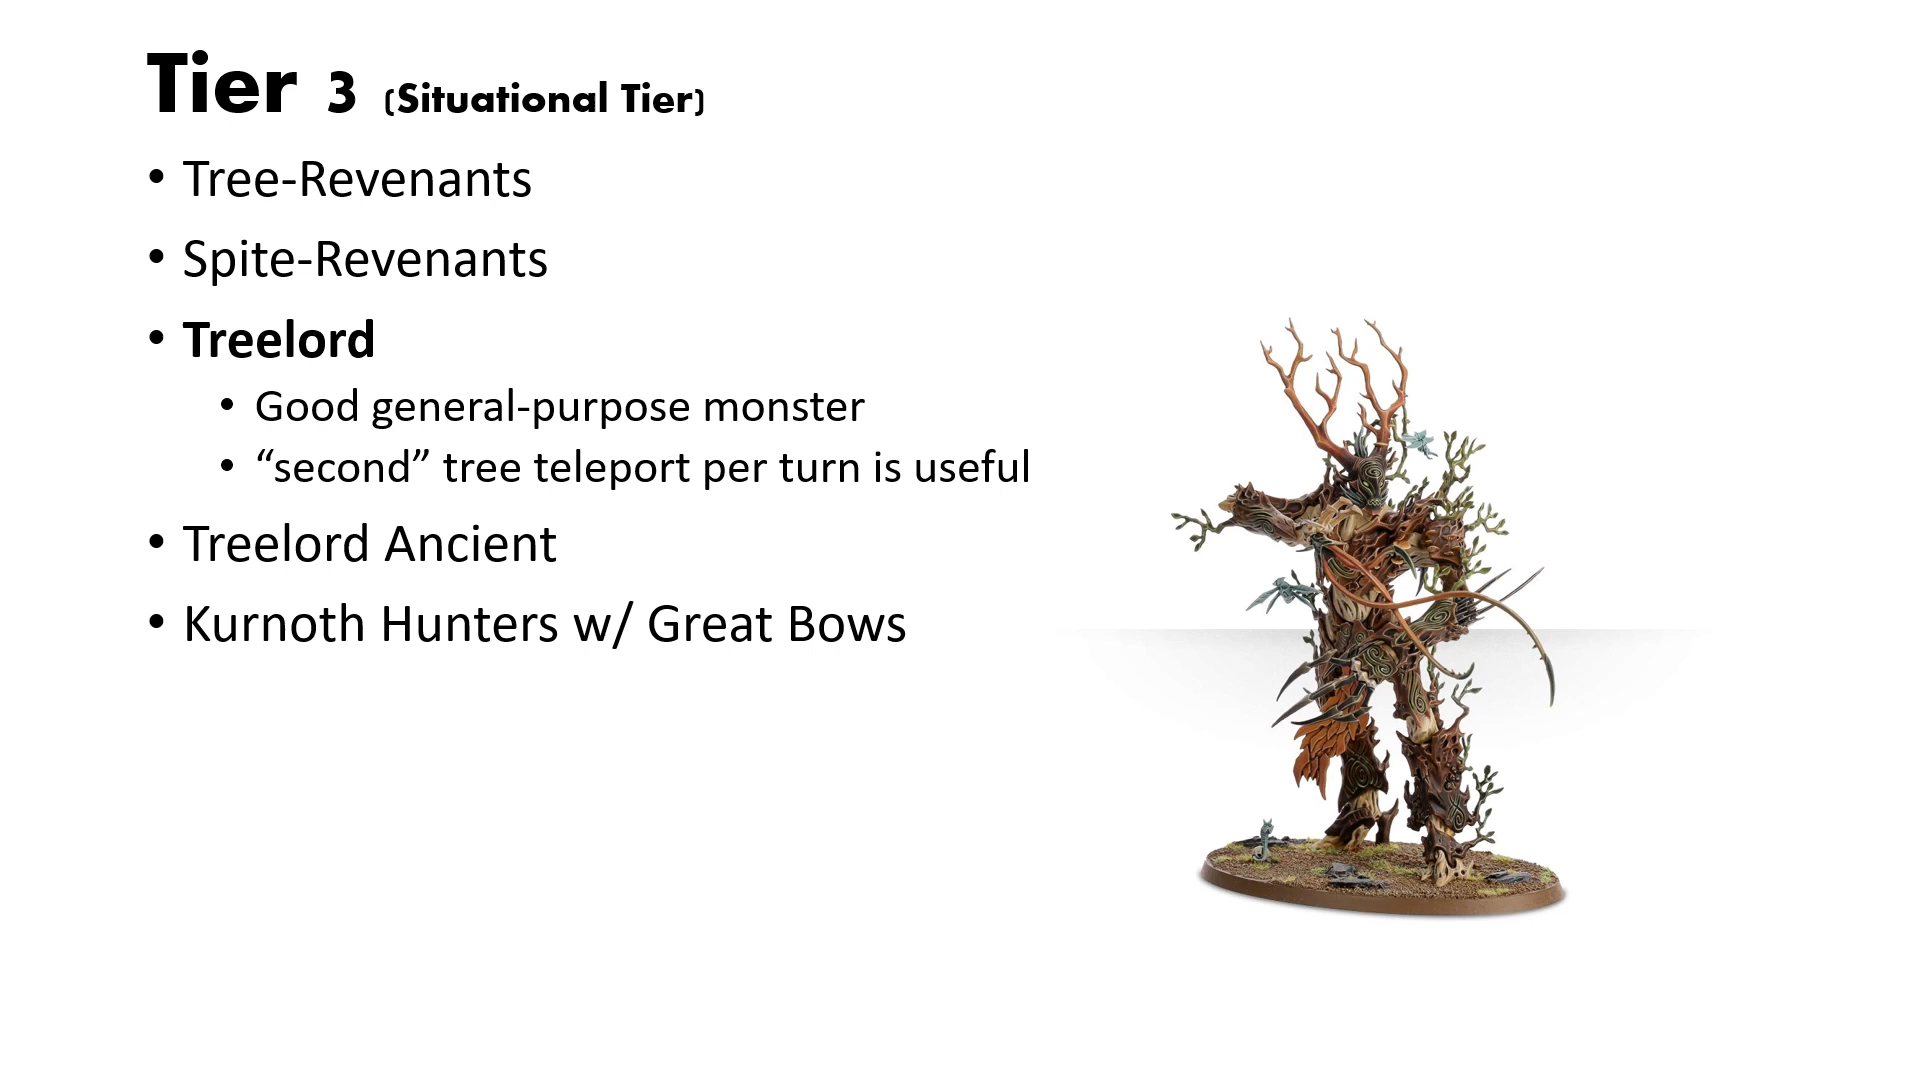 Tier 3 (Situational Tier)
• Tree-Revenants
• Spite-Revenants
• Treelord
• Good general-purpose monster
• “second” tree teleport per turn is useful
• Treelord Ancient
• Kurnoth Hunters w/ Great Bows